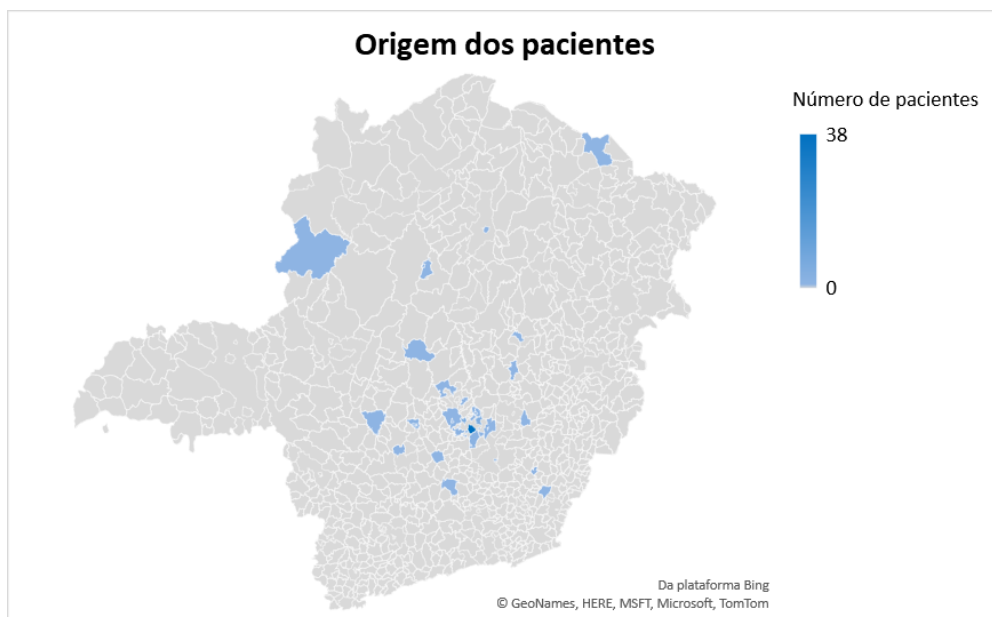 Origem dos pacientes
Número de pacientes
38
0
Da plataforma Bing
© GeoNames, HERE, MSFT, Microsoft, TomTom